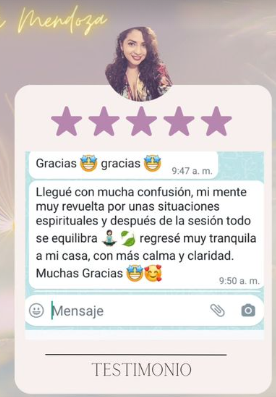 Mendoza
Gracias 🤩 gracias 🤩
9:47 a. m.
Llegué con mucha confusión, mi mente
muy revuelta por unas situaciones
espirituales y después de la sesión todo
se equilibra 🧘‍♂️🍃 regresé muy tranquila
a mi casa, con más calma y claridad.
Muchas Gracias 🤩🥰
9:50 a. m.
Mensaje
TESTIMONIO